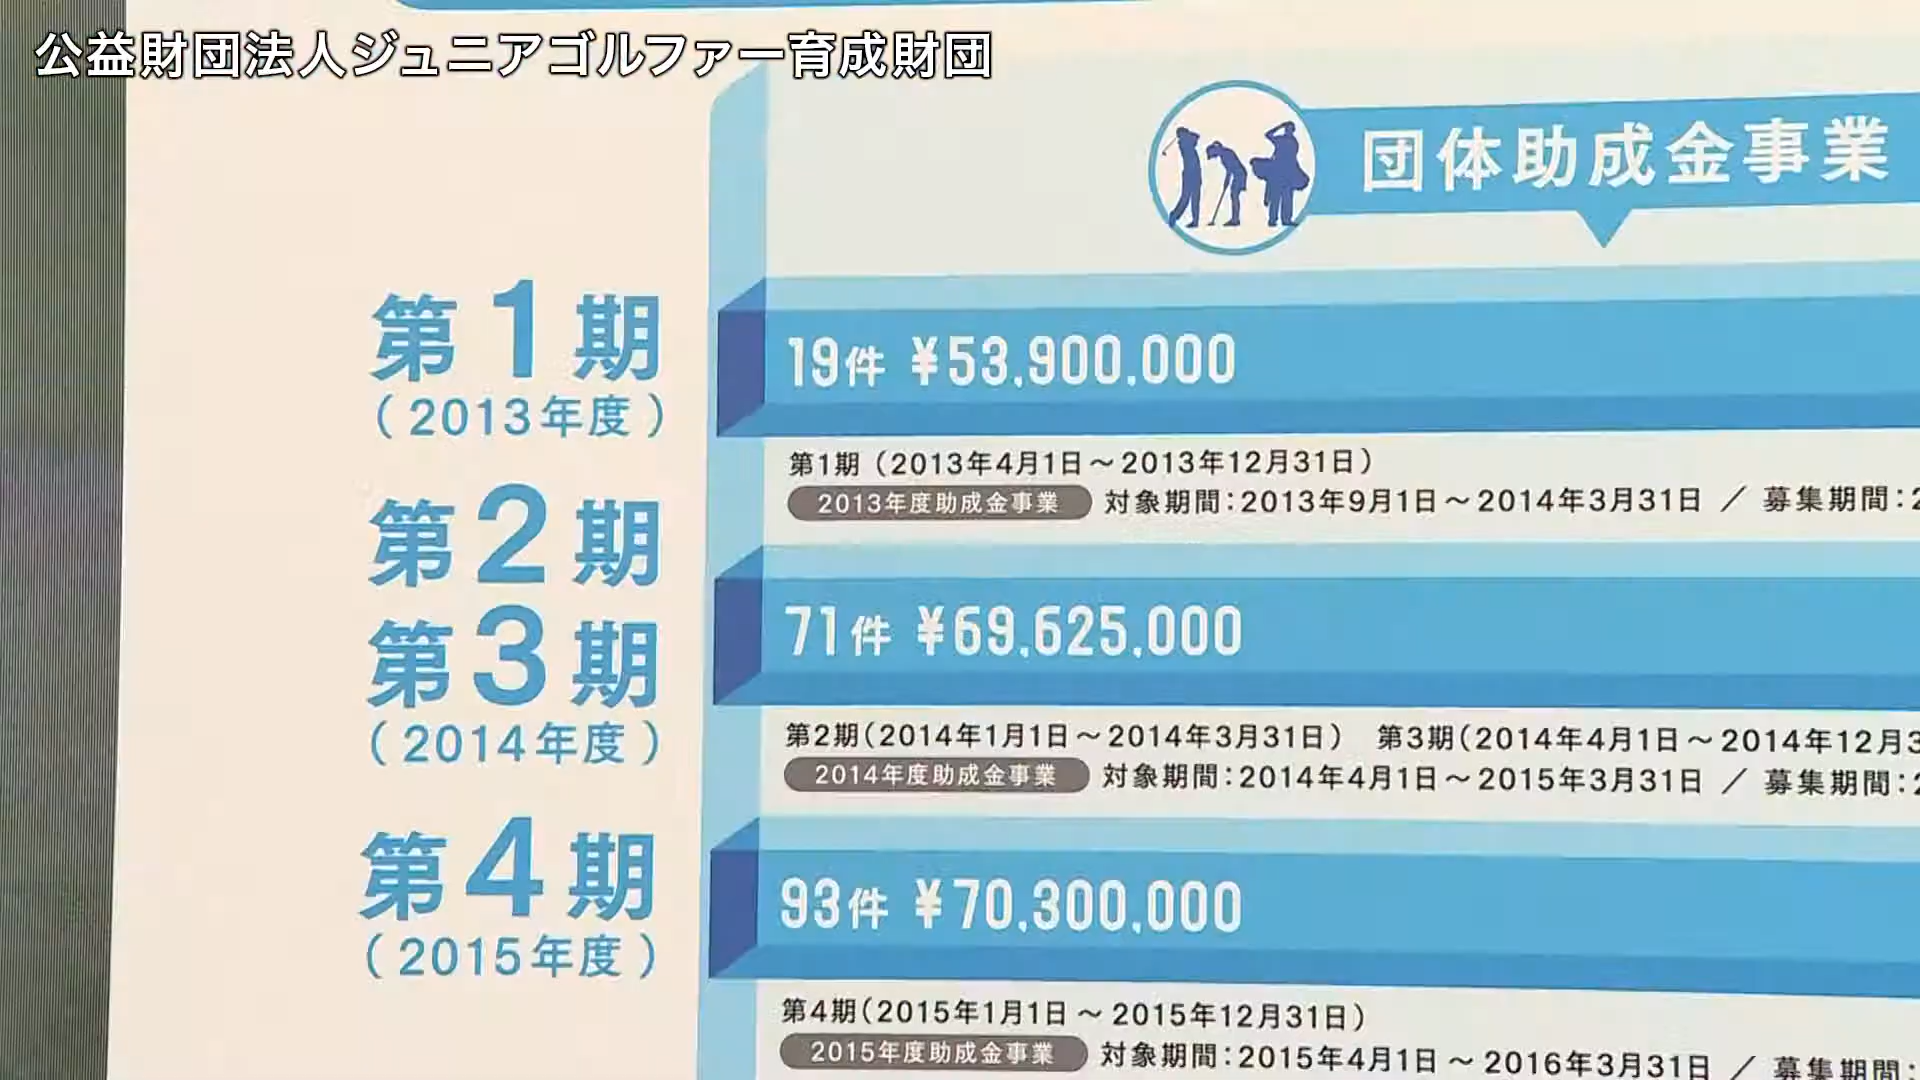 公益財団法人ジュニアゴルファー育成財団
団体助成金事業
第1期
(2013年度)
19件 ¥53,900,000
第1期(2013年4月1日～2013年12月31日)
2013年度助成金事業 対象期間:2013年9月1日～2014年3月31日 / 募集期間:2
第2期
第3期
(2014年度)
71件 ¥69,625,000
第2期(2014年1月1日～2014年3月31日) 第3期(2014年4月1日～2014年12月3
2014年度助成金事業 対象期間:2014年4月1日～2015年3月31日 / 募集期間:2
第4期
(2015年度)
93件 ¥70,300,000
第4期(2015年1月1日～2015年12月31日)
2015年度助成金事業 対象期間:2015年4月1日～2016年3月31日 / 募集期間: